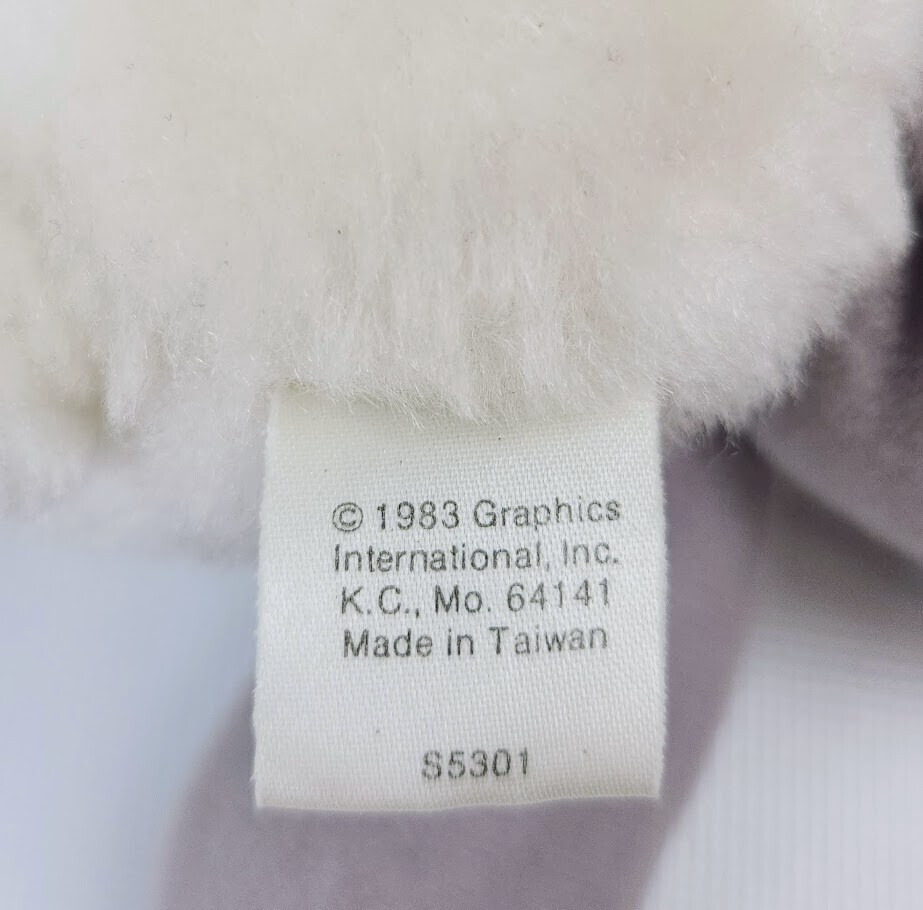 © 1983 Graphics
International, Inc.
K.C., Mo. 64141
Made in Taiwan
S5301